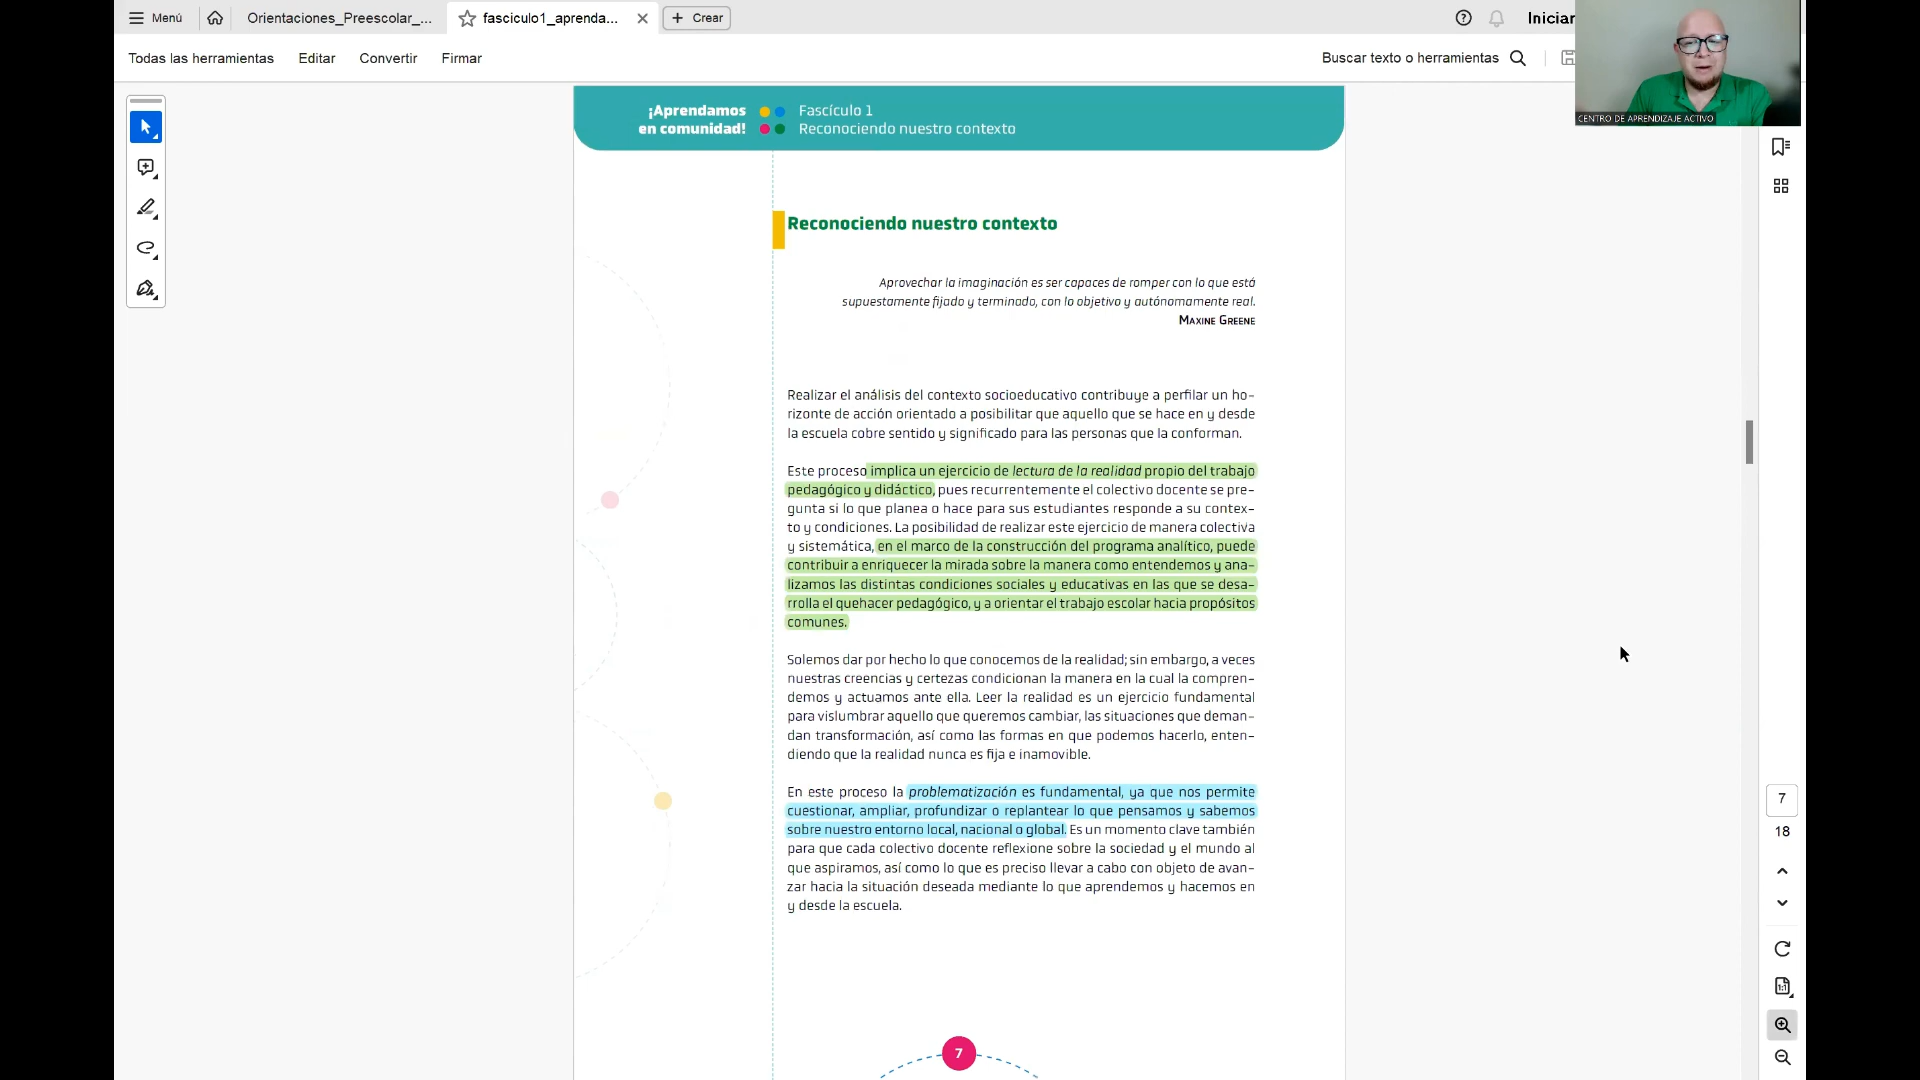 Menú
Orientaciones_Preescolar_...
fasciculo1_aprenda...
Crear
Iniciar
Todas las herramientas
Editar
Convertir
Firmar
Buscar texto o herramientas
CENTRO DE APRENDIZAJE ACTIVO
¡Aprendamos
en comunidad!
Fascículo 1
Reconociendo nuestro contexto
Reconociendo nuestro contexto
Aprovechar la imaginación es ser capaces de romper con lo que está
supuestamente fijado y terminado, con lo objetivo y autónomamente real.
MAXINE GREENE
Realizar el análisis del contexto socioeducativo contribuye a perfilar un ho-
rizonte de acción orientado a posibilitar que aquello que se hace en y desde
la escuela cobre sentido y significado para las personas que la conforman.
Este proceso implica un ejercicio de lectura de la realidad propio del trabajo
pedagógico y didáctico, pues recurrentemente el colectivo docente se pre-
gunta si lo que planea o hace para sus estudiantes responde a su contex-
to y condiciones. La posibilidad de realizar este ejercicio de manera colectiva
y sistemática, en el marco de la construcción del programa analítico, puede
contribuir a enriquecer la mirada sobre la manera como entendemos y ana-
lizamos las distintas condiciones sociales y educativas en las que se desa-
rrolla el quehacer pedagógico, y a orientar el trabajo escolar hacia propósitos
comunes.
Solemos dar por hecho lo que conocemos de la realidad; sin embargo, a veces
nuestras creencias y certezas condicionan la manera en la cual la compren-
demos y actuamos ante ella. Leer la realidad es un ejercicio fundamental
para vislumbrar aquello que queremos cambiar, las situaciones que deman-
dan transformación, así como las formas en que podemos hacerlo, enten-
diendo que la realidad nunca es fija e inamovible.
En este proceso la problematización es fundamental, ya que nos permite
cuestionar, ampliar, profundizar o replantear lo que pensamos y sabemos
sobre nuestro entorno local, nacional o global. Es un momento clave también
para que cada colectivo docente reflexione sobre la sociedad y el mundo al
que aspiramos, así como lo que es preciso llevar a cabo con objeto de avan-
zar hacia la situación deseada mediante lo que aprendemos y hacemos en
y desde la escuela.
7
7
18